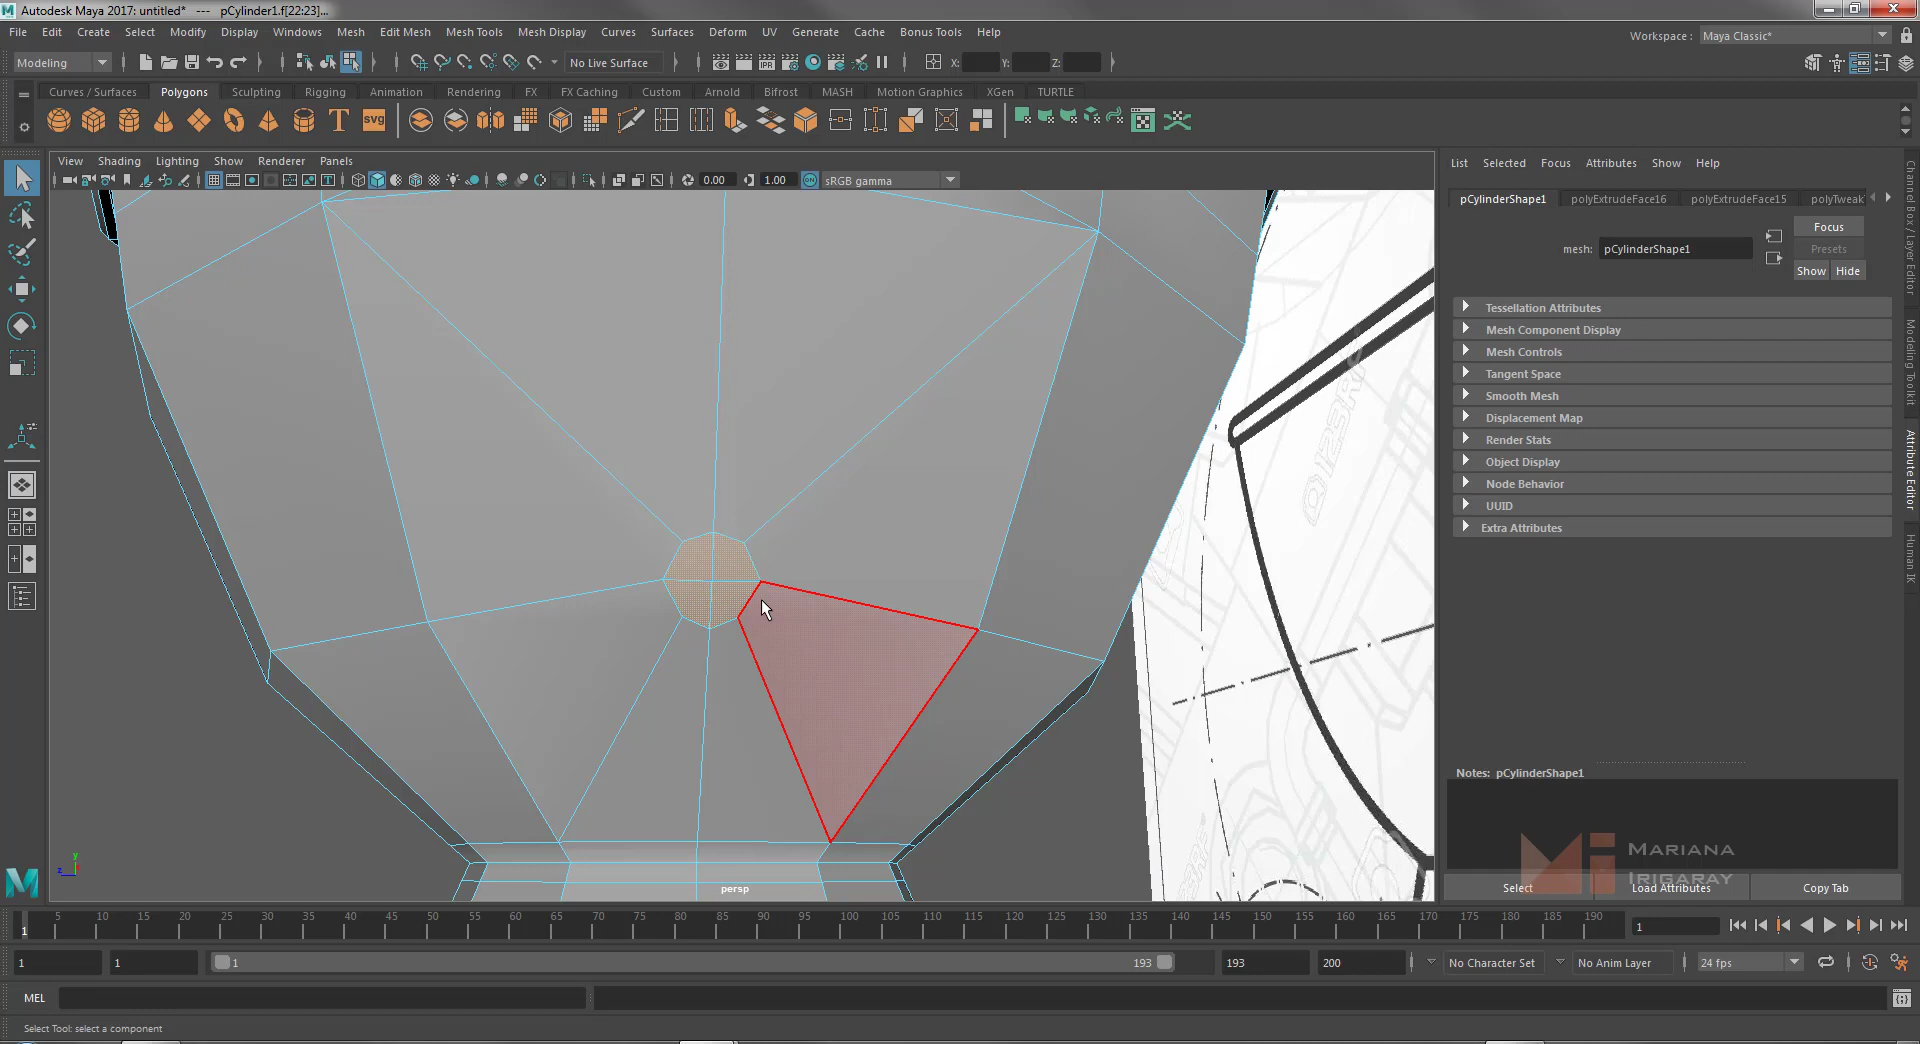 Autodesk Maya 2017: untitled*   ---   pCylinder1.f[22:23]...
File Edit Create Select Modify Display Windows Mesh Edit Mesh Mesh Tools Mesh Display Curves Surfaces Deform UV Generate Cache Bonus Tools Help
Workspace : Maya Classic*
Modeling No Live Surface X: Y: Z:
Curves / Surfaces Polygons Sculpting Rigging Animation Rendering FX FX Caching Custom Arnold Bifrost MASH Motion Graphics XGen TURTLE
T SVG
View Shading Lighting Show Renderer Panels
0.00 1.00 ON sRGB gamma
List Selected Focus Attributes Show Help
pCylinderShape1 polyExtrudeFace16 polyExtrudeFace15 polyTweak
Focus
mesh: pCylinderShape1
Presets
Show Hide
Tessellation Attributes
Mesh Component Display
Mesh Controls
Tangent Space
Smooth Mesh
Displacement Map
Render Stats
Object Display
Node Behavior
UUID
Extra Attributes
Channel Box / Layer Editor
Modeling Toolkit
Attribute Editor
Human IK
Notes: pCylinderShape1
MARIANA
IRIGARAY
Select Load Attributes Copy Tab
y
z
persp
5 10 15 20 25 30 35 40 45 50 55 60 65 70 75 80 85 90 95 100 105 110 115 120 125 130 135 140 145 150 155 160 165 170 175 180 185 190
1 1
1 1 1 193 193 200 No Character Set No Anim Layer 24 fps
MEL
Select Tool: select a component